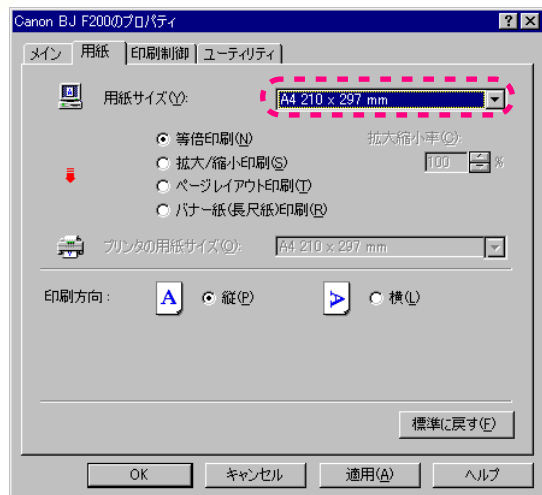 Canon BJ F200のプロパティ
メイン 用紙 印刷制御 ユーティリティ
用紙サイズ(Y): A4 210 x 297 mm
等倍印刷(N) 拡大縮小率(C):
拡大/縮小印刷(S) 100 %
ページレイアウト印刷(T)
バナー紙(長尺紙)印刷(R)
プリンタの用紙サイズ(O): A4 210 x 297 mm
印刷方向: A 縦(P) A 横(L)
標準に戻す(F)
OK キャンセル 適用(A) ヘルプ